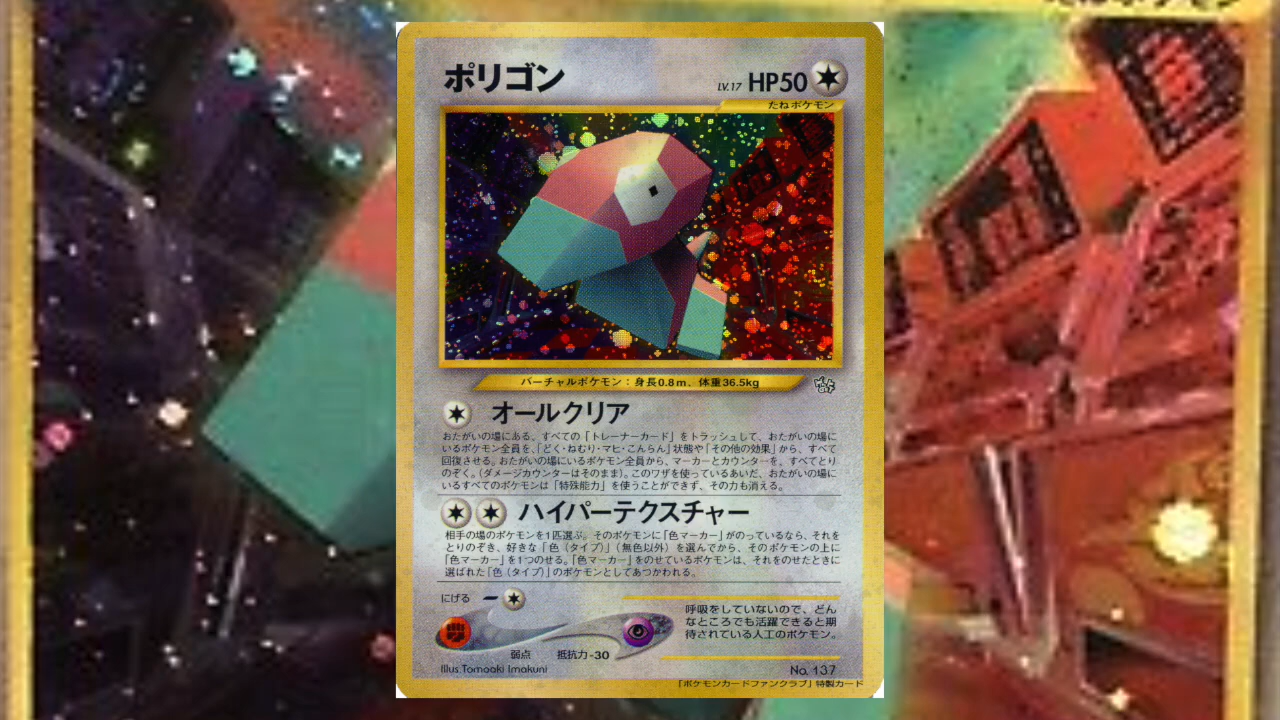 ポリゴン
LV.17 HP50
たねポケモン
バーチャルポケモン：身長0.8m、体重36.5kg
オールクリア
おたがいの場にある、すべての「トレーナーカード」をトラッシュして、おたがいの場に
いるポケモン全員を、「どく・ねむり・マヒ・こんらん」状態や「その他の効果」から、すべて
回復させる。おたがいの場にいるポケモン全員から、マーカーとカウンターを、すべてとり
のぞく。（ダメージカウンターはそのまま）。このワザを使っているあいだ、おたがいの場に
いるすべてのポケモンは「特殊能力」を使うことができず、その力も消える。
ハイパーテクスチャー
相手の場のポケモンを1匹選ぶ。そのポケモンに「色マーカー」がのっているなら、それを
とりのぞき、好きな「色（タイプ）」（無色以外）を選んでから、そのポケモンの上に
「色マーカー」を1つのせる。「色マーカー」をのせているポケモンは、それをのせたときに
選ばれた「色（タイプ）」のポケモンとしてあつかわれる。
にげる
弱点 抵抗力-30
呼吸をしていないので、どん
なところでも活躍できると期
待されている人工のポケモン。
Illus.Tomoaki Imakuni
No. 137
「ポケモンカードファンクラブ」特製カード